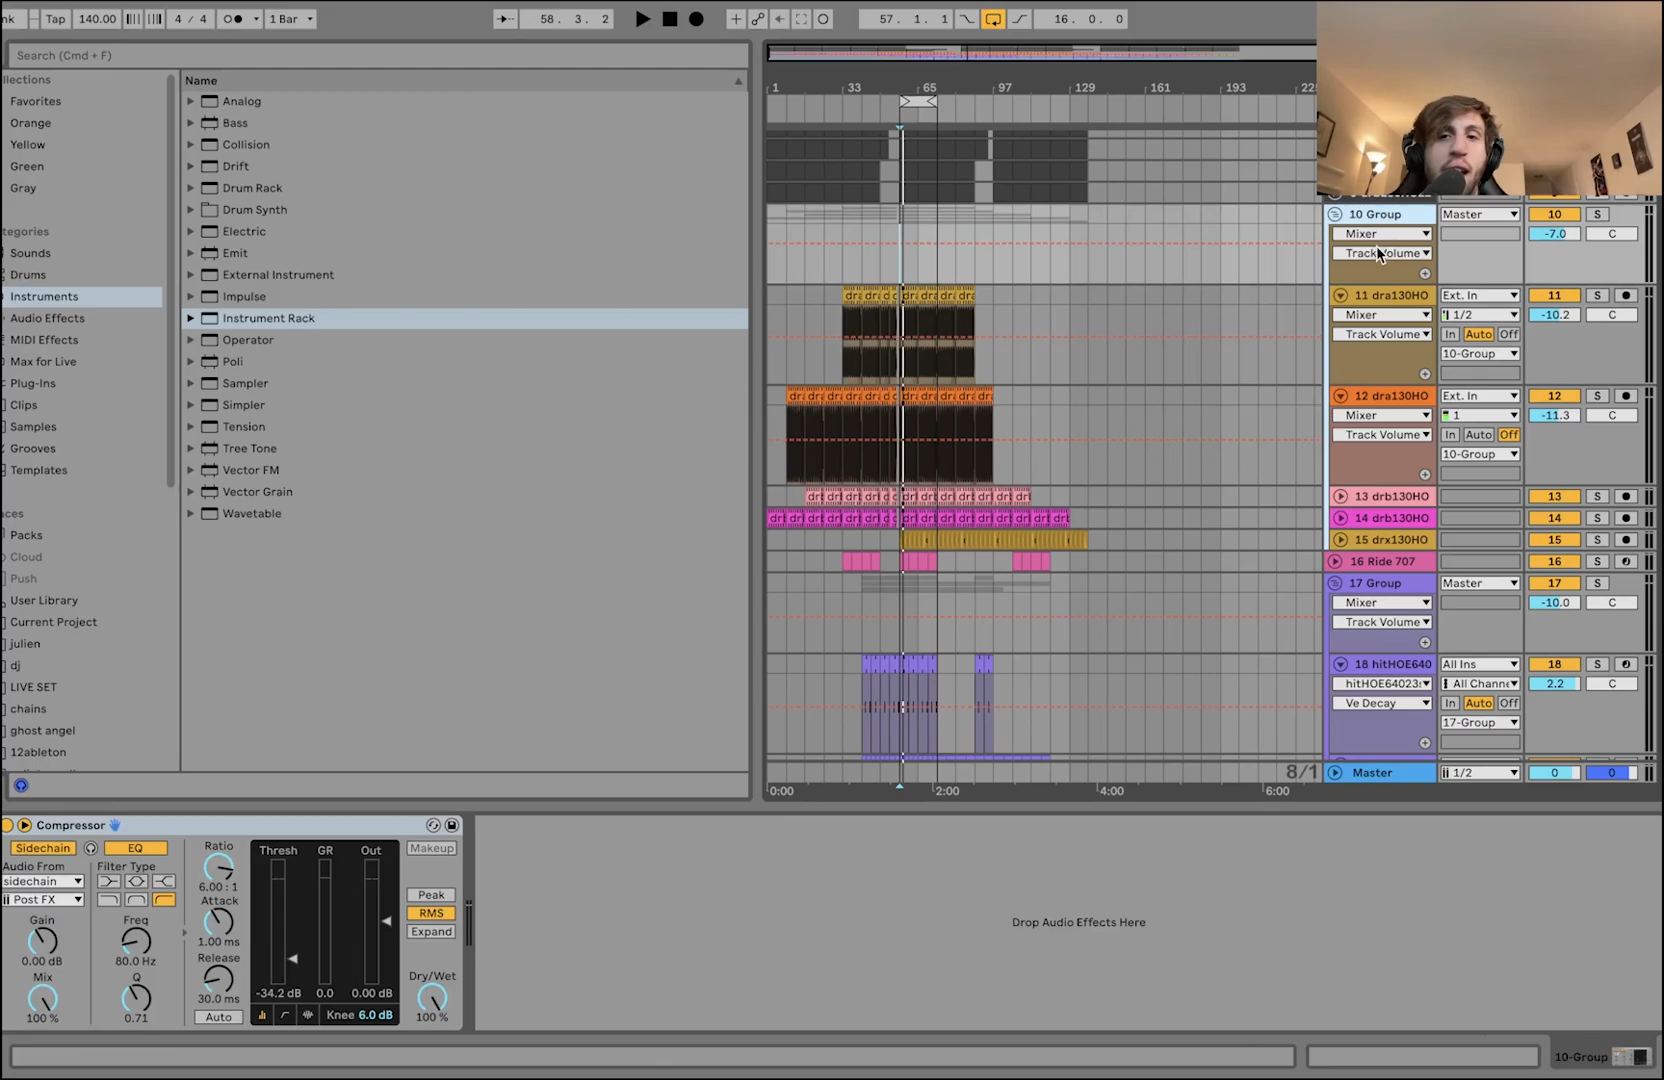 nk
Tap
140.00
4 / 4
1 Bar
58. 3. 2
57. 1. 1
16. 0. 0
Search (Cmd + F)
llections
Favorites
Orange
Yellow
Green
Gray
tegories
Sounds
Drums
Instruments
Audio Effects
MIDI Effects
Max for Live
Plug-Ins
Clips
Samples
Grooves
Templates
aces
Packs
Cloud
Push
User Library
Current Project
julien
dj
LIVE SET
chains
ghost angel
12ableton
Name
Analog
Bass
Collision
Drift
Drum Rack
Drum Synth
Electric
Emit
External Instrument
Impulse
Instrument Rack
Operator
Poli
Sampler
Simpler
Tension
Tree Tone
Vector FM
Vector Grain
Wavetable
1 33 65 97 129 161 193 22
10 Group Master 10 S
Mixer -7.0 C
Track Volume
11 dra130HO Ext. In 11 S
Mixer 1/2 -10.2 C
Track Volume In Auto Off
10-Group
12 dra130HO Ext. In 12 S
Mixer 1 -11.3 C
Track Volume In Auto Off
10-Group
13 drb130HO 13 S
14 drb130HO 14 S
15 drx130HO 15 S
16 Ride 707 16 S
17 Group Master 17 S
Mixer -10.0 C
Track Volume
18 hitHOE640 All Ins 18 S
hitHOE64023: All Channe 2.2 C
Ve Decay In Auto Off
17-Group
8/1 Master 1/2 0 0
0:00 2:00 4:00 6:00
Compressor
Sidechain EQ
Audio From Filter Type
sidechain
Post FX
Gain Freq
0.00 dB 80.0 Hz
Mix Q
100 % 0.71
Ratio
6.00 : 1
Attack
1.00 ms
Release
30.0 ms
Auto
Thresh GR Out
-34.2 dB 0.0 0.00 dB
Knee 6.0 dB
Makeup
Peak
RMS
Expand
Dry/Wet
100 %
Drop Audio Effects Here
10-Group